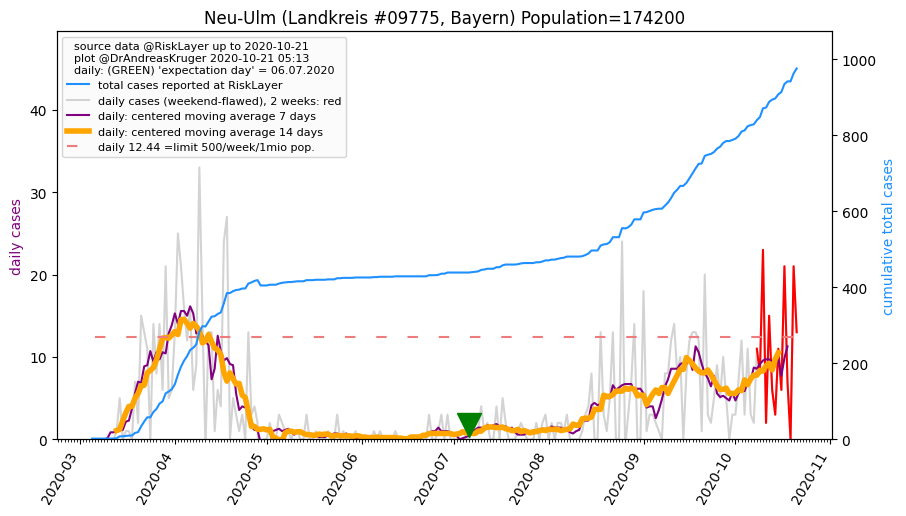 Neu-Ulm (Landkreis #09775, Bayern) Population=174200
source data @RiskLayer up to 2020-10-21
plot @DrAndreasKruger 2020-10-21 05:13
daily: (GREEN) 'expectation day' = 06.07.2020
total cases reported at RiskLayer
daily cases (weekend-flawed), 2 weeks: red
daily: centered moving average 7 days
daily: centered moving average 14 days
daily 12.44 =limit 500/week/1mio pop.
daily cases
40
30
20
10
0
1000
800
600
400
200
0
cumulative total cases
2020-03
2020-04
2020-05
2020-06
2020-07
2020-08
2020-09
2020-10
2020-11